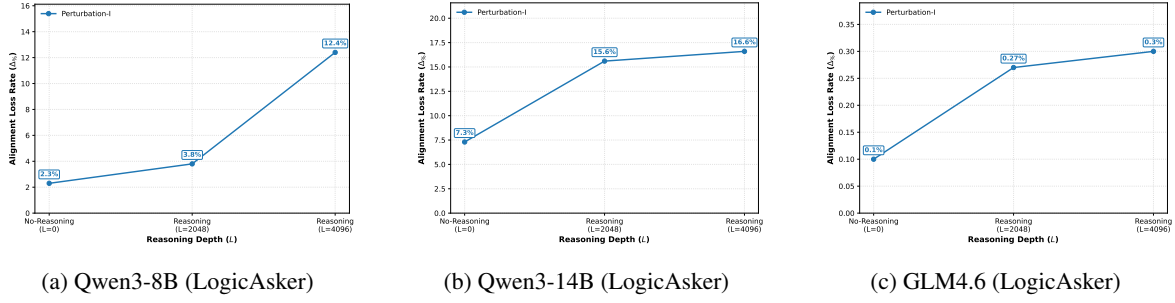 16
14
12
10
8
6
4
2
0
Alignment Loss Rate (Δ%)
Perturbation-I
2.3%
3.8%
12.4%
No-Reasoning
(L=0)
Reasoning
(L=2048)
Reasoning
(L=4096)
Reasoning Depth (L)
(a) Qwen3-8B (LogicAsker)
20.0
17.5
15.0
12.5
10.0
7.5
5.0
2.5
0.0
Alignment Loss Rate (Δ%)
Perturbation-I
7.3%
15.6%
16.6%
No-Reasoning
(L=0)
Reasoning
(L=2048)
Reasoning
(L=4096)
Reasoning Depth (L)
(b) Qwen3-14B (LogicAsker)
0.35
0.30
0.25
0.20
0.15
0.10
0.05
0.00
Alignment Loss Rate (Δ%)
Perturbation-I
0.1%
0.27%
0.3%
No-Reasoning
(L=0)
Reasoning
(L=2048)
Reasoning
(L=4096)
Reasoning Depth (L)
(c) GLM4.6 (LogicAsker)